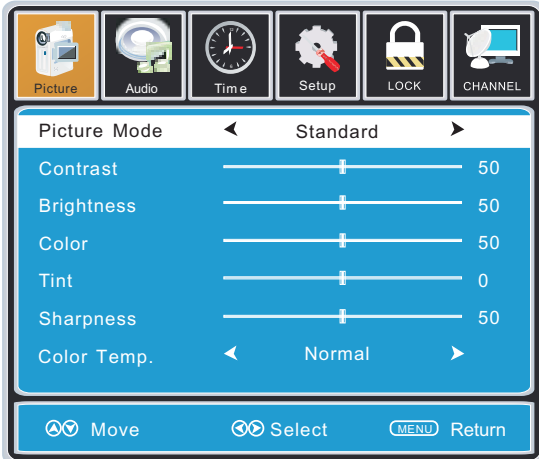 Picture Audio Time Setup LOCK CHANNEL
Picture Mode Standard
Contrast 50
Brightness 50
Color 50
Tint 0
Sharpness 50
Color Temp. Normal
Move Select MENU Return